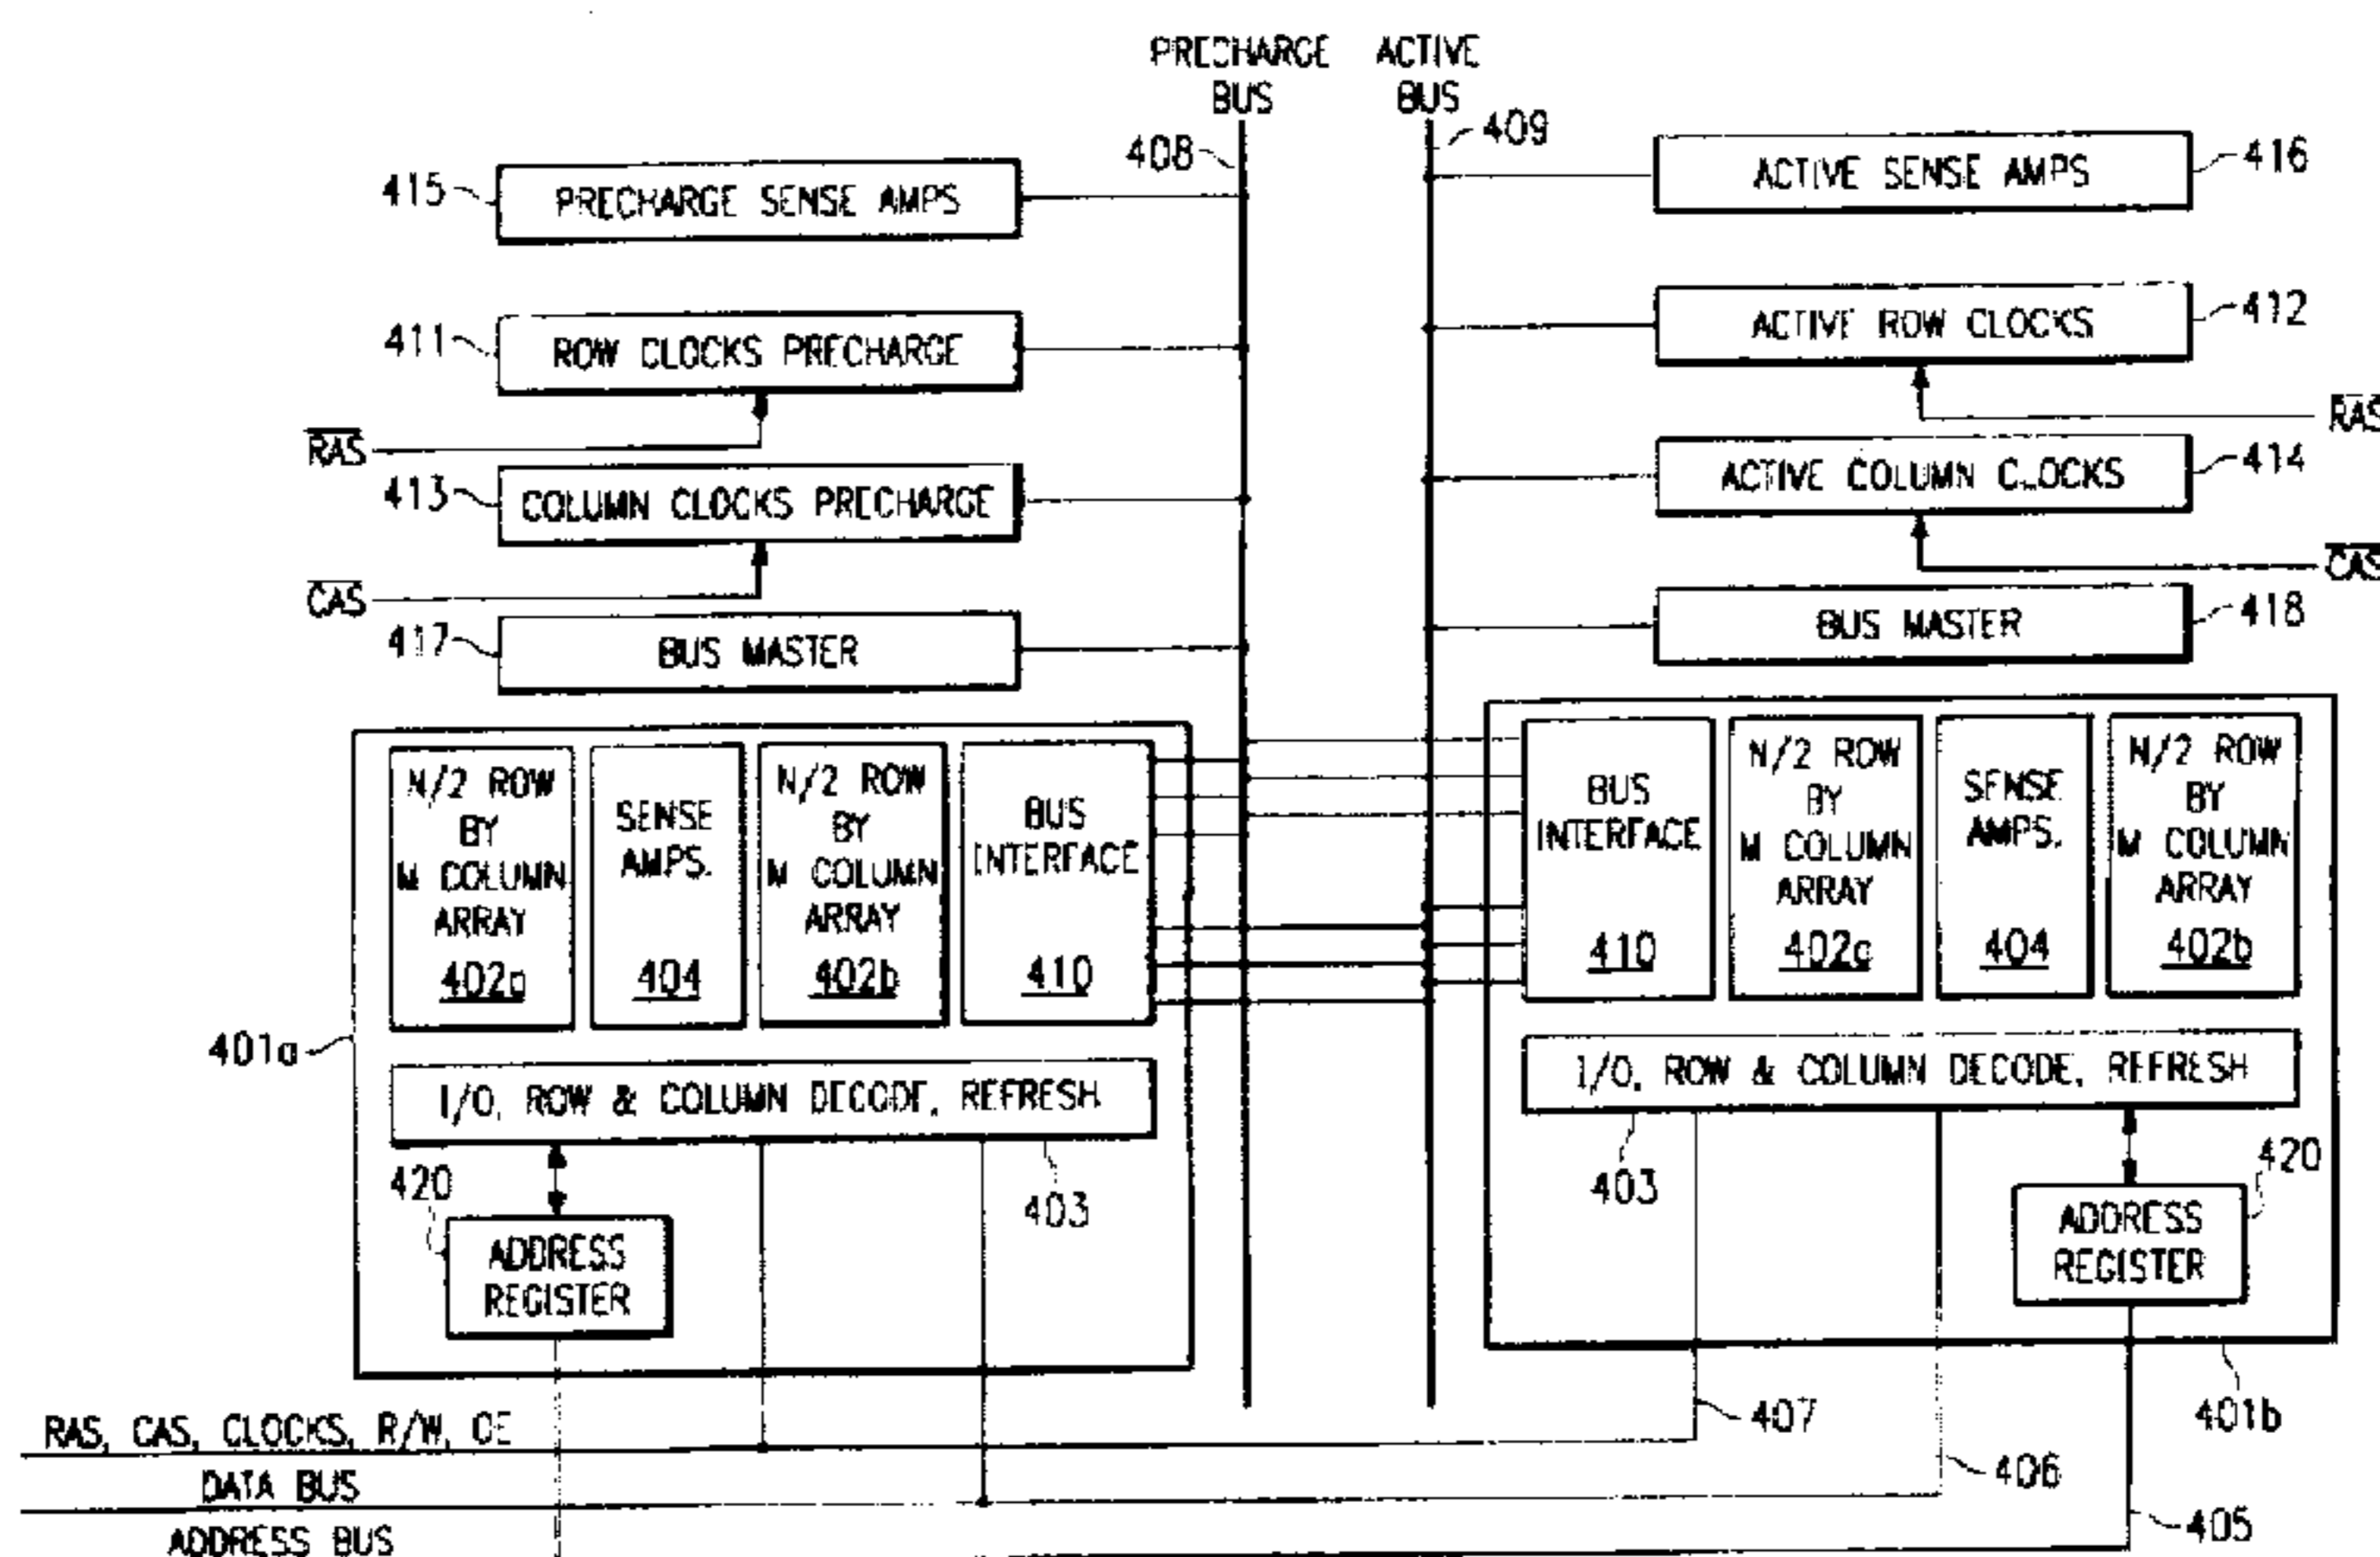 PRECHARGE BUS
ACTIVE BUS
408
409
415
PRECHARGE SENSE AMPS
ACTIVE SENSE AMPS
416
411
ROW CLOCKS PRECHARGE
ACTIVE ROW CLOCKS
412
RAS
RAS
413
COLUMN CLOCKS PRECHARGE
ACTIVE COLUMN CLOCKS
414
CAS
CAS
417
BUS MASTER
BUS MASTER
418
N/2 ROW
BY
M COLUMN
ARRAY
402a
SENSE
AMPS.
404
N/2 ROW
BY
M COLUMN
ARRAY
402b
BUS
INTERFACE
410
BUS
INTERFACE
410
N/2 ROW
BY
M COLUMN
ARRAY
402a
SENSE
AMPS.
404
N/2 ROW
BY
M COLUMN
ARRAY
402b
401a
I/O, ROW & COLUMN DECODE, REFRESH
I/O, ROW & COLUMN DECODE, REFRESH
420
403
403
420
ADDRESS
REGISTER
ADDRESS
REGISTER
407
401b
RAS, CAS, CLOCKS, R/W, OE
DATA BUS
406
ADDRESS BUS
405